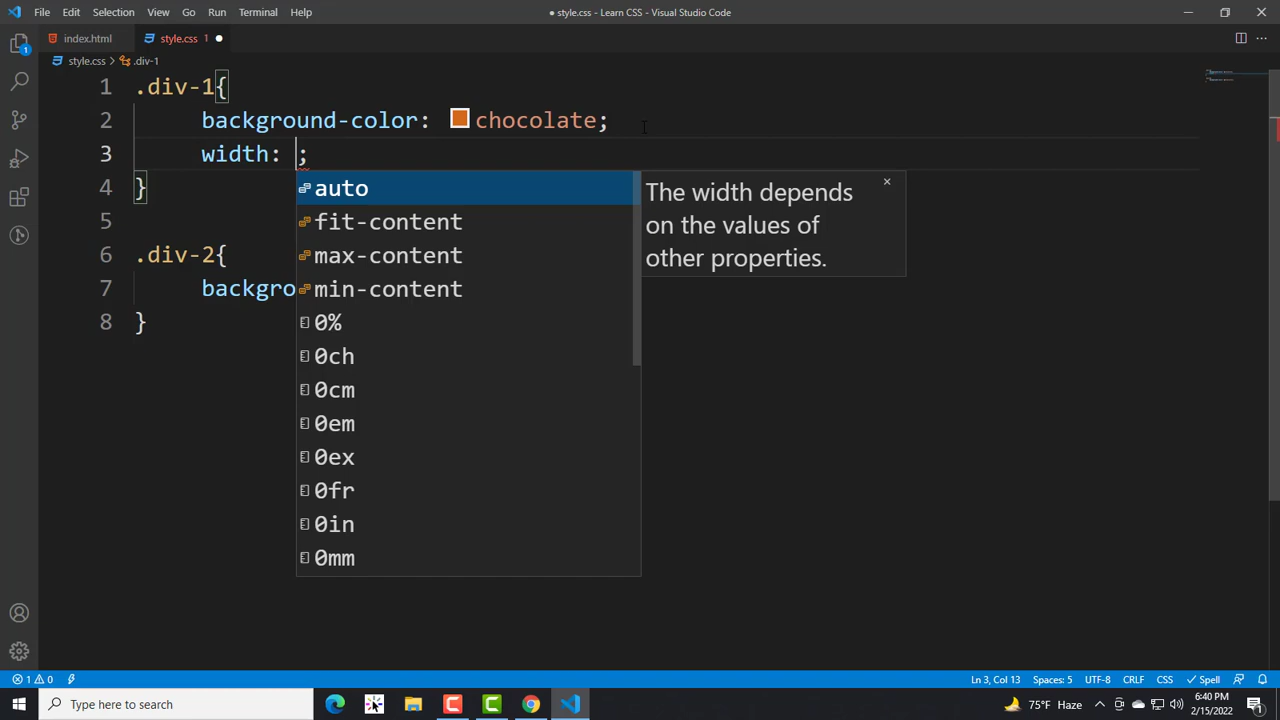 File Edit Selection View Go Run Terminal Help
● style.css - Learn CSS - Visual Studio Code
index.html
style.css 1 ●
style.css > .div-1
1 .div-1{
2 background-color: chocolate;
3 width: ;
4 }
5
6 .div-2{
7 backgro
8 }
auto
fit-content
max-content
min-content
0%
0ch
0cm
0em
0ex
0fr
0in
0mm
The width depends
on the values of
other properties.
×
1
1 0
Ln 3, Col 13 Spaces: 5 UTF-8 CRLF CSS Spell
Type here to search
75°F Haze
6:40 PM
2/15/2022
1